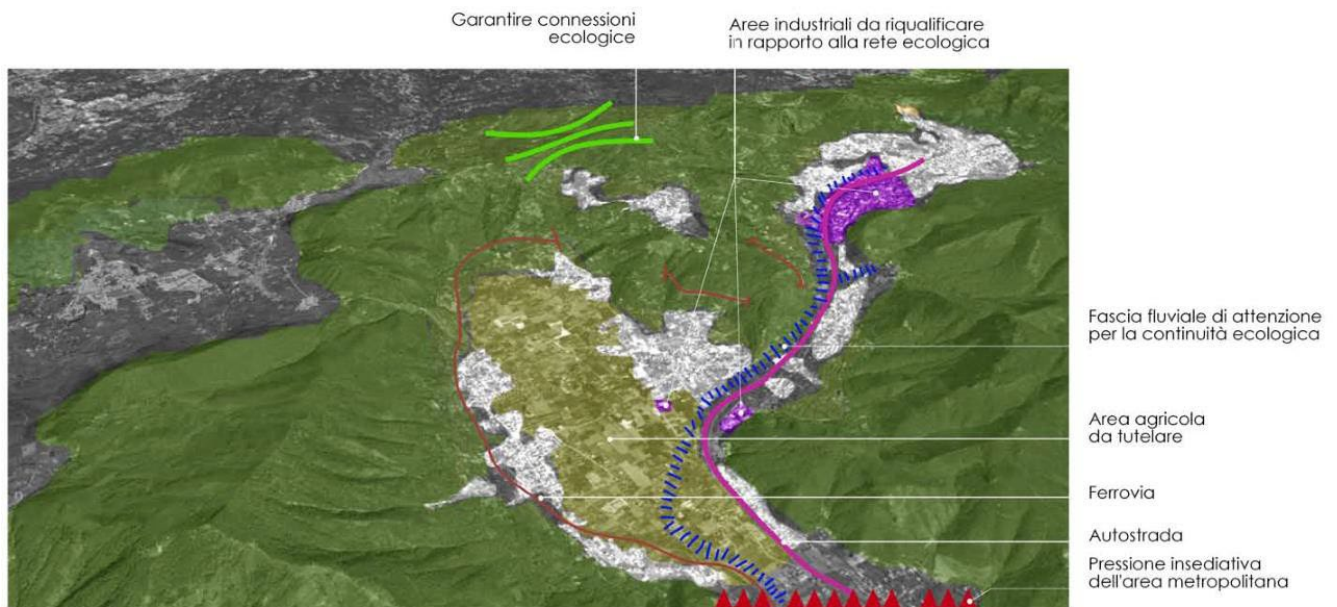 Garantire connessioni
ecologice
Aree industriali da riqualificare
in rapporto alla rete ecologica
Fascia fluviale di attenzione
per la continuità ecologica
Area agricola
da tutelare
Ferrovia
Autostrada
Pressione insediativa
dell'area metropolitana